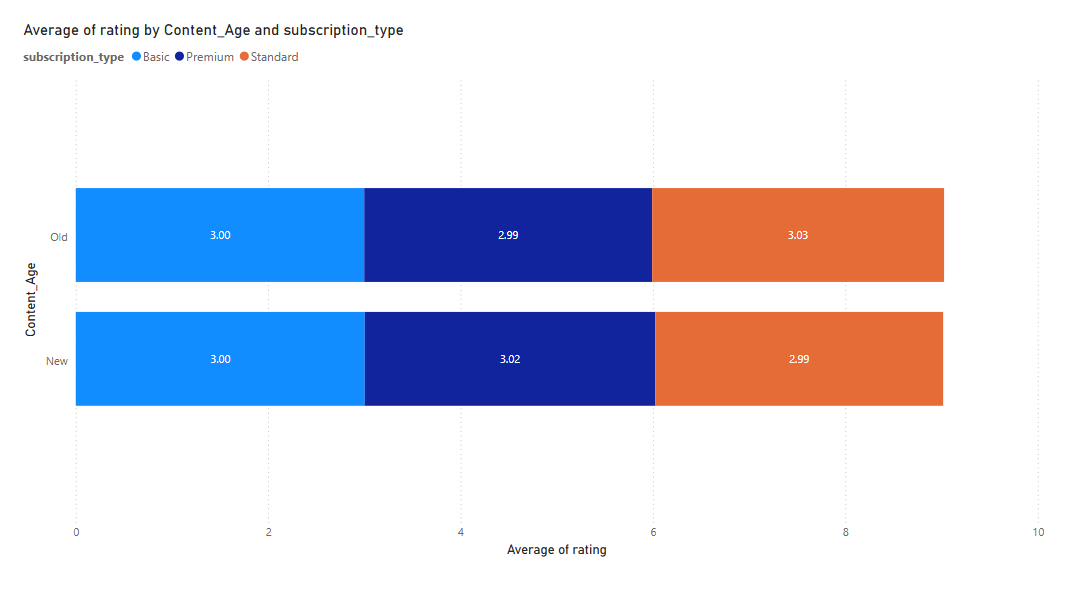 Average of rating by Content_Age and subscription_type
subscription_type Basic Premium Standard
Old
3.00 2.99 3.03
Content_Age
New
3.00 3.02 2.99
0 2 4 6 8 10
Average of rating